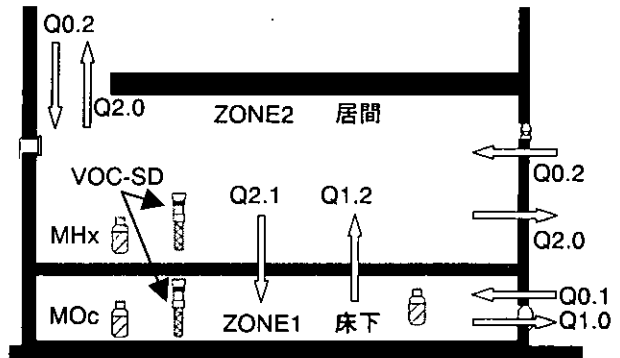 Q0.2
Q2.0
ZONE2 居間
VOC-SD
Q2.1
Q1.2
Q0.2
MHx
Q2.0
MOc
ZONE1 床下
Q0.1
Q1.0